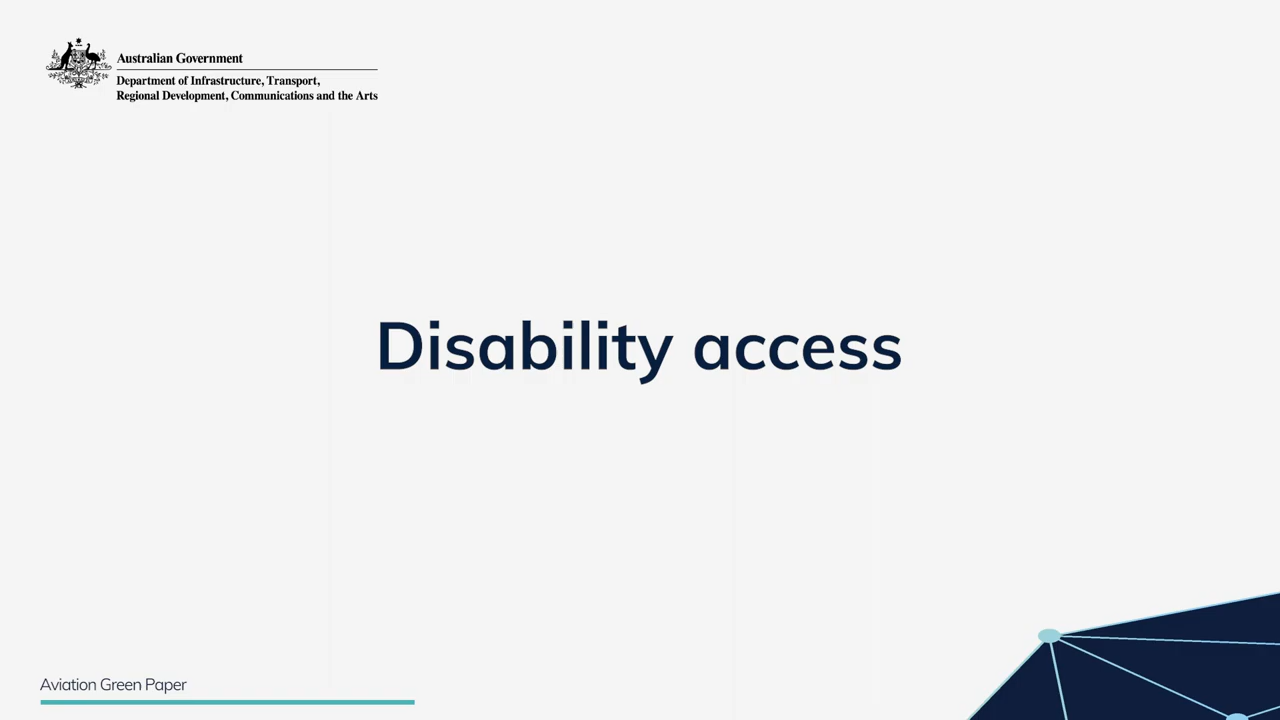 Australian Government
Department of Infrastructure, Transport,
Regional Development, Communications and the Arts
Disability access
Aviation Green Paper